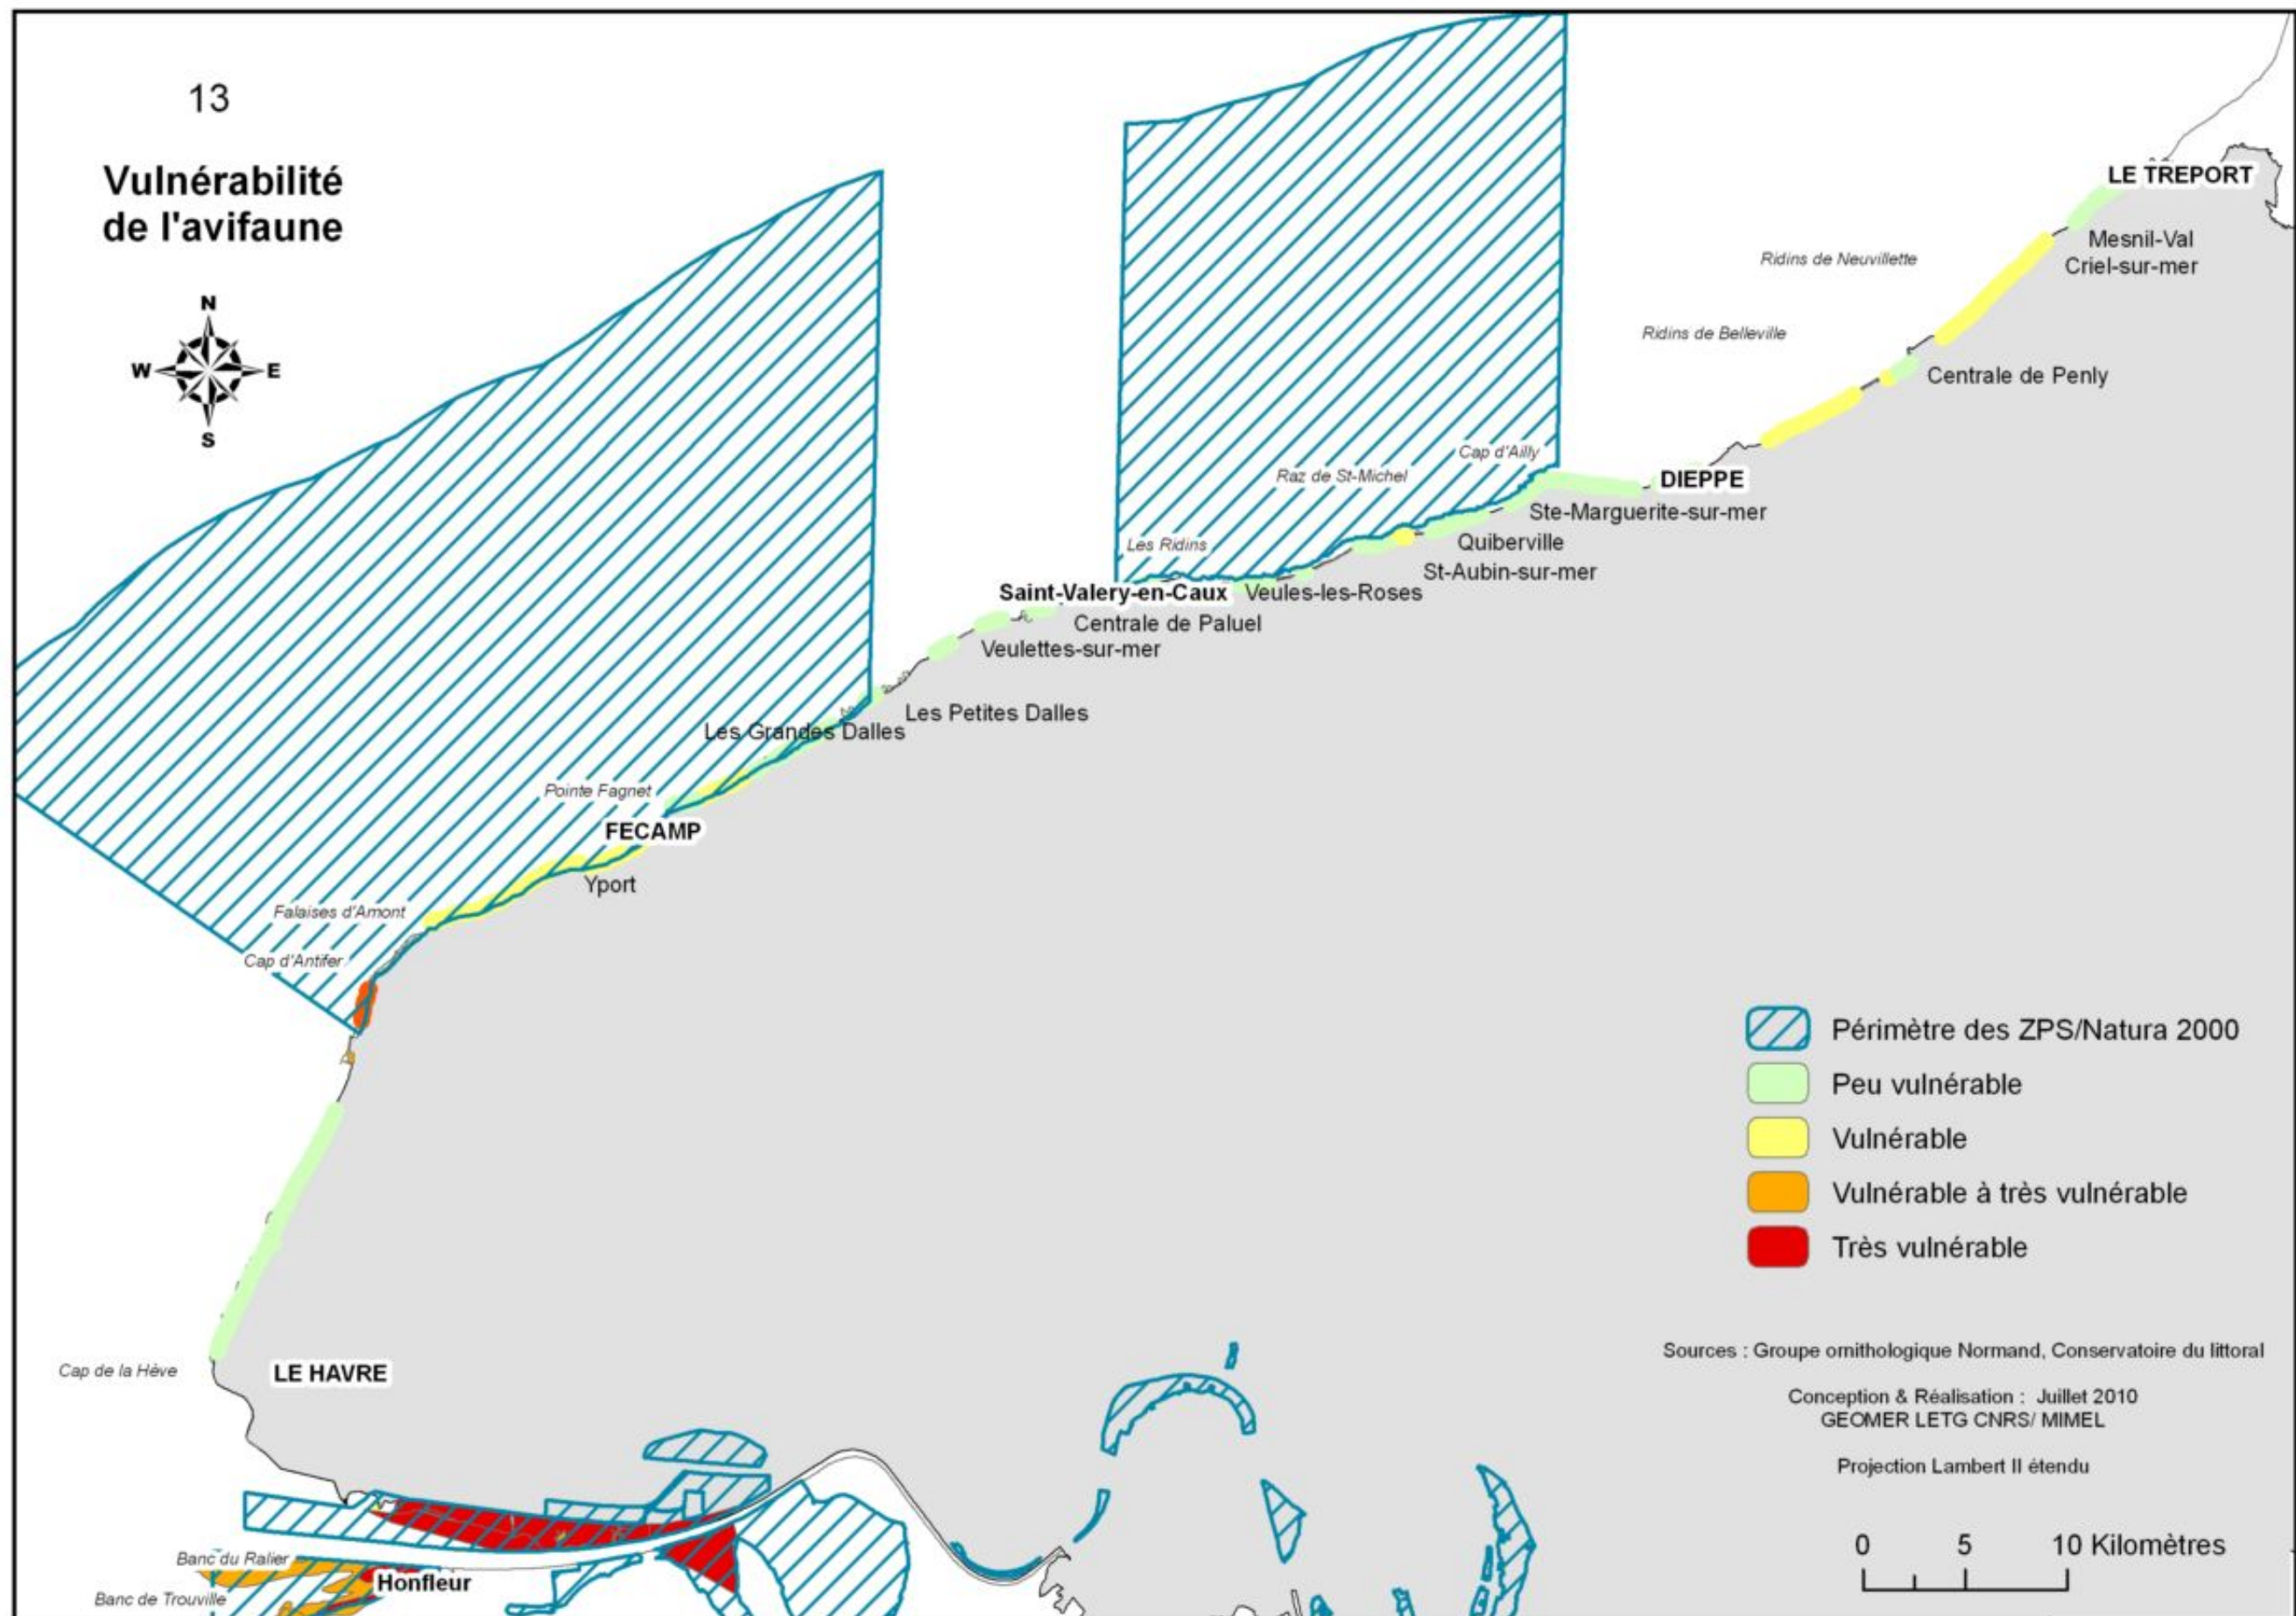 13
Vulnérabilité
de l'avifaune
N
W
E
S
LE TREPORT
Mesnil-Val
Criel-sur-mer
Ridins de Neuvillette
Ridins de Belleville
Centrale de Penly
Cap d'Ailly
Raz de St-Michel
DIEPPE
Ste-Marguerite-sur-mer
Quiberville
Les Ridins
St-Aubin-sur-mer
Saint-Valery-en-Caux
Veules-les-Roses
Centrale de Paluel
Veulettes-sur-mer
Les Petites Dalles
Les Grandes Dalles
Pointe Fagnet
FECAMP
Yport
Falaises d'Amont
Cap d'Antifer
Périmètre des ZPS/Natura 2000
Peu vulnérable
Vulnérable
Vulnérable à très vulnérable
Très vulnérable
Cap de la Hève
LE HAVRE
Sources : Groupe ornithologique Normand, Conservatoire du littoral
Conception & Réalisation : Juillet 2010
GEOMER LETG CNRS/ MIMEL
Projection Lambert II étendu
0 5 10 Kilomètres
Banc du Ralier
Honfleur
Banc de Trouville